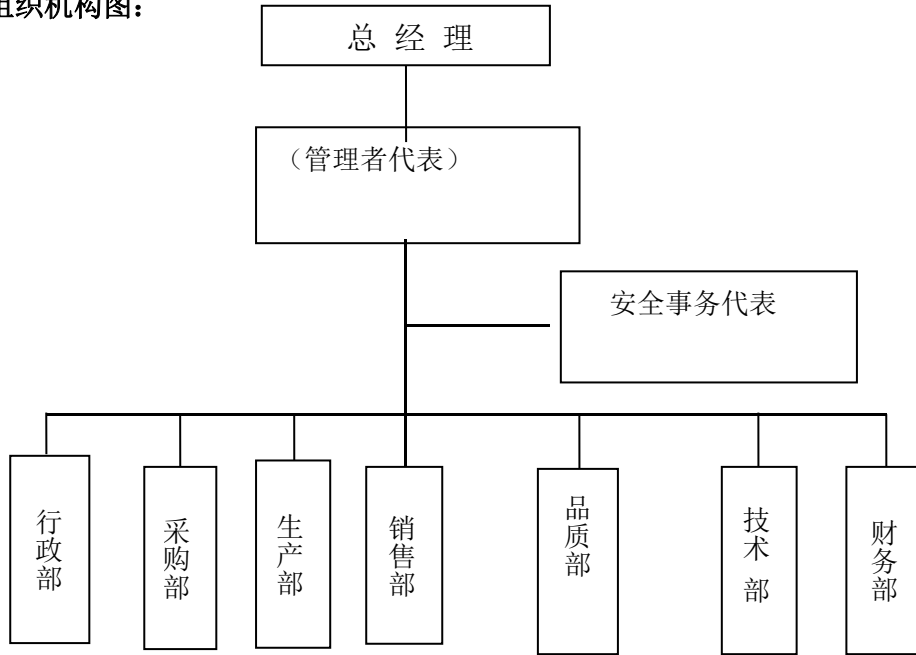 组织机构图：
总 经 理
（管理者代表）
安全事务代表
行政部
采购部
生产部
销售部
品质部
技术 部
财务部